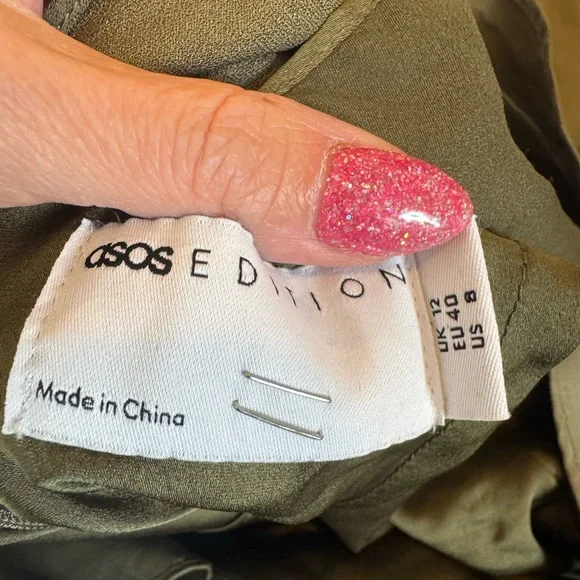 asos EDITION
Made in China
UK 12
EU 40
US 8